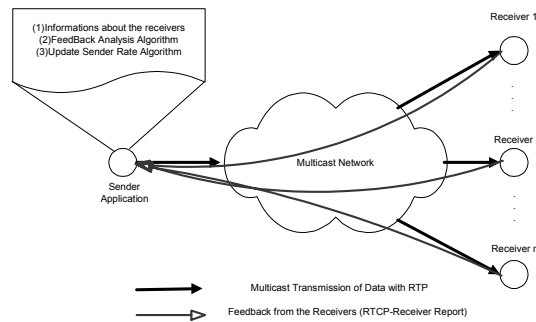 (1)Informations about the receivers
(2)FeedBack Analysis Algorithm
(3)Update Sender Rate Algorithm
Receiver 1
.
.
.
Multicast Network
Receiver
Sender
Application
.
.
.
Receiver n
Multicast Transmission of Data with RTP
Feedback from the Receivers (RTCP-Receiver Report)